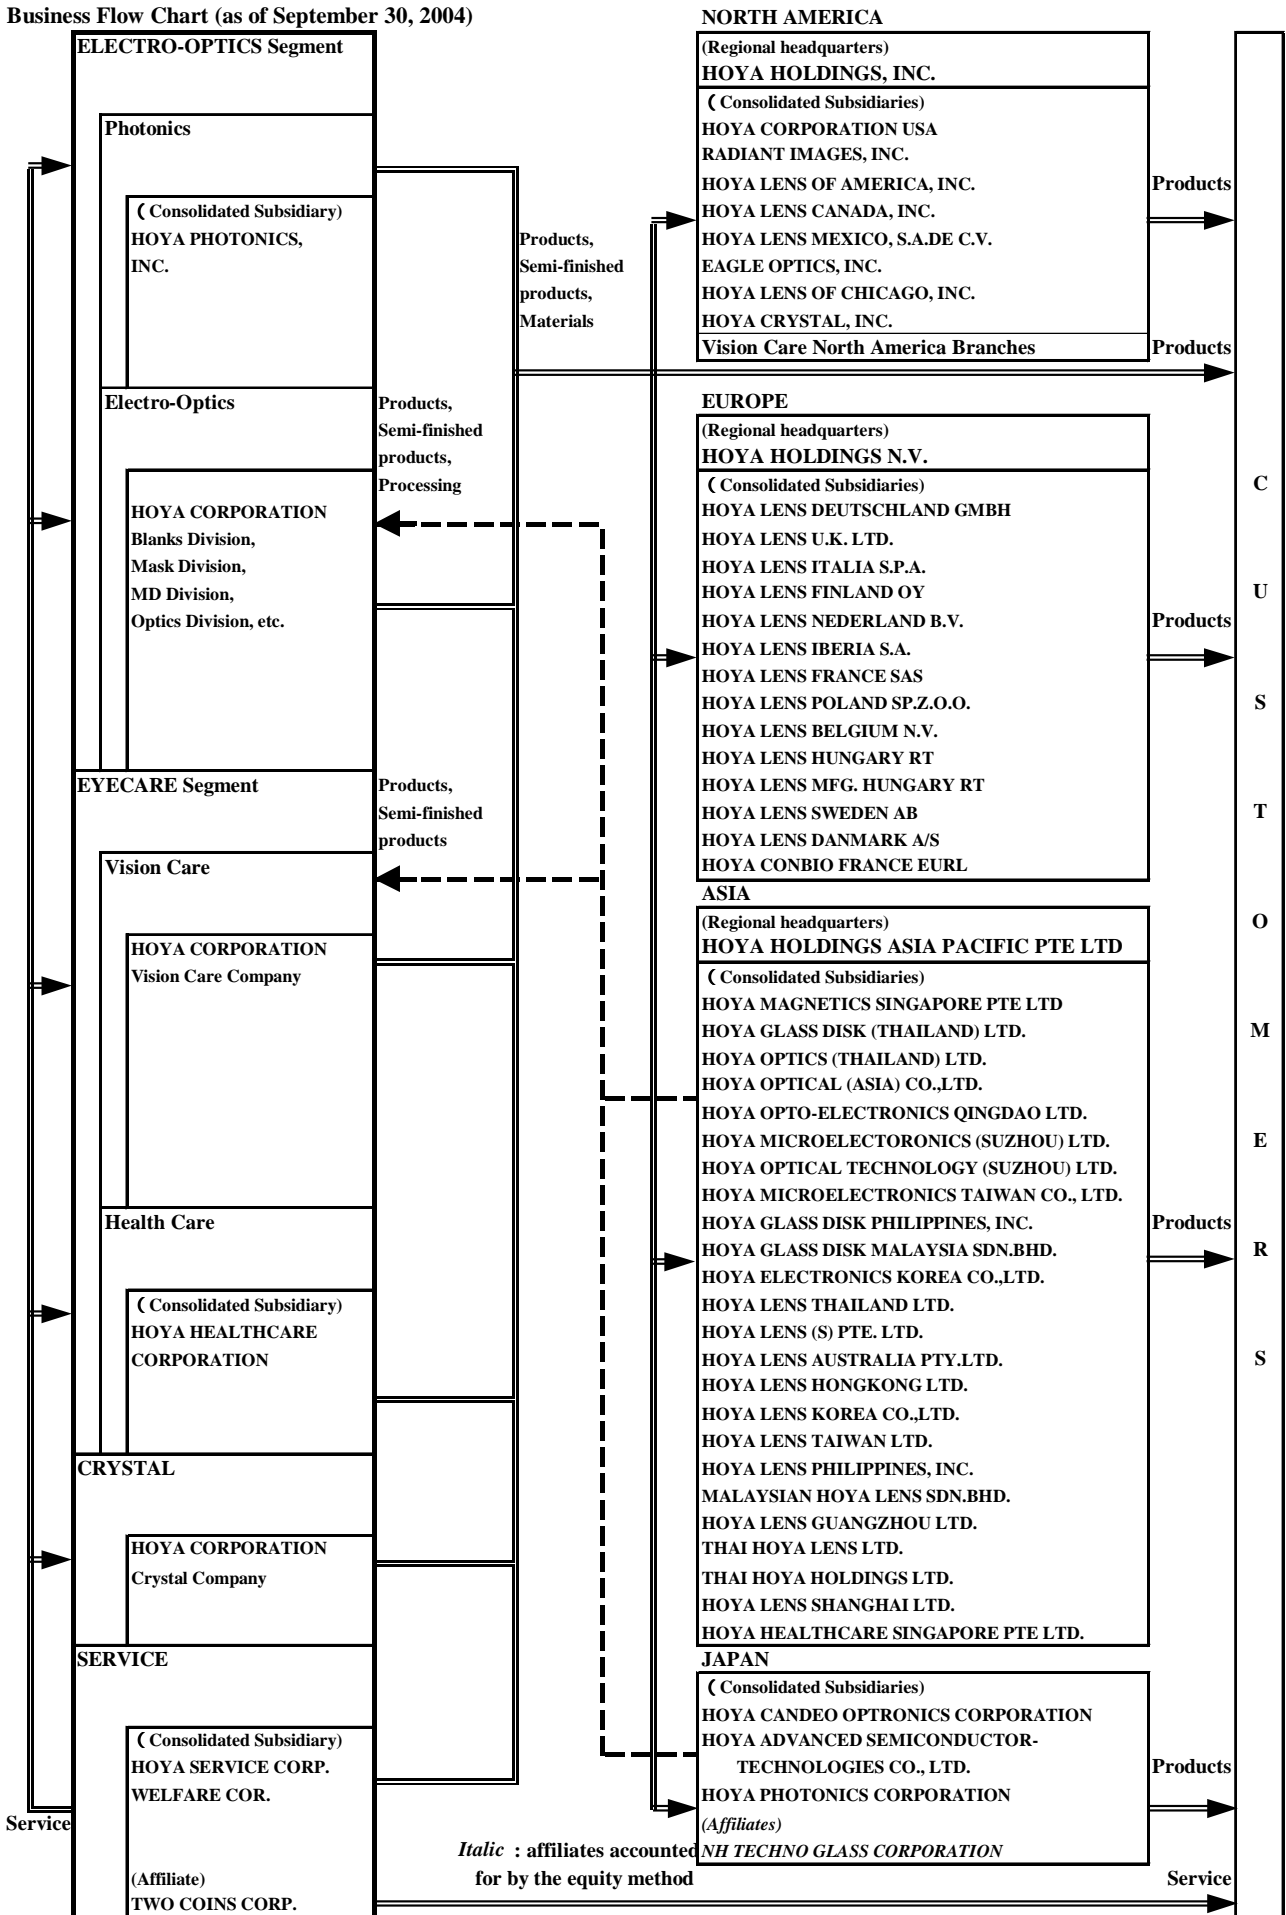 Business Flow Chart (as of September 30, 2004)
ELECTRO-OPTICS Segment
Photonics
(Consolidated Subsidiary)
HOYA PHOTONICS,
INC.
Products,
Semi-finished
products,
Materials
Electro-Optics
Products,
Semi-finished
products,
Processing
HOYA CORPORATION
Blanks Division,
Mask Division,
MD Division,
Optics Division, etc.
EYECARE Segment
Products,
Semi-finished
products
Vision Care
HOYA CORPORATION
Vision Care Company
Health Care
(Consolidated Subsidiary)
HOYA HEALTHCARE
CORPORATION
CRYSTAL
HOYA CORPORATION
Crystal Company
SERVICE
(Consolidated Subsidiary)
HOYA SERVICE CORP.
WELFARE COR.
Service
(Affiliate)
TWO COINS CORP.
NORTH AMERICA
(Regional headquarters)
HOYA HOLDINGS, INC.
(Consolidated Subsidiaries)
HOYA CORPORATION USA
RADIANT IMAGES, INC.
HOYA LENS OF AMERICA, INC.
HOYA LENS CANADA, INC.
HOYA LENS MEXICO, S.A.DE C.V.
EAGLE OPTICS, INC.
HOYA LENS OF CHICAGO, INC.
HOYA CRYSTAL, INC.
Vision Care North America Branches
Products
Products
EUROPE
(Regional headquarters)
HOYA HOLDINGS N.V.
(Consolidated Subsidiaries)
HOYA LENS DEUTSCHLAND GMBH
HOYA LENS U.K. LTD.
HOYA LENS ITALIA S.P.A.
HOYA LENS FINLAND OY
HOYA LENS NEDERLAND B.V.
HOYA LENS IBERIA S.A.
HOYA LENS FRANCE SAS
HOYA LENS POLAND SP.Z.O.O.
HOYA LENS BELGIUM N.V.
HOYA LENS HUNGARY RT
HOYA LENS MFG. HUNGARY RT
HOYA LENS SWEDEN AB
HOYA LENS DANMARK A/S
HOYA CONBIO FRANCE EURL
Products
ASIA
(Regional headquarters)
HOYA HOLDINGS ASIA PACIFIC PTE LTD
(Consolidated Subsidiaries)
HOYA MAGNETICS SINGAPORE PTE LTD
HOYA GLASS DISK (THAILAND) LTD.
HOYA OPTICS (THAILAND) LTD.
HOYA OPTICAL (ASIA) CO.,LTD.
HOYA OPTO-ELECTRONICS QINGDAO LTD.
HOYA MICROELECTORONICS (SUZHOU) LTD.
HOYA OPTICAL TECHNOLOGY (SUZHOU) LTD.
HOYA MICROELECTRONICS TAIWAN CO., LTD.
HOYA GLASS DISK PHILIPPINES, INC.
HOYA GLASS DISK MALAYSIA SDN.BHD.
HOYA ELECTRONICS KOREA CO.,LTD.
HOYA LENS THAILAND LTD.
HOYA LENS (S) PTE. LTD.
HOYA LENS AUSTRALIA PTY.LTD.
HOYA LENS HONGKONG LTD.
HOYA LENS KOREA CO.,LTD.
HOYA LENS TAIWAN LTD.
HOYA LENS PHILIPPINES, INC.
MALAYSIAN HOYA LENS SDN.BHD.
HOYA LENS GUANGZHOU LTD.
THAI HOYA LENS LTD.
THAI HOYA HOLDINGS LTD.
HOYA LENS SHANGHAI LTD.
HOYA HEALTHCARE SINGAPORE PTE LTD.
Products
JAPAN
(Consolidated Subsidiaries)
HOYA CANDEO OPTRONICS CORPORATION
HOYA ADVANCED SEMICONDUCTOR-
TECHNOLOGIES CO., LTD.
HOYA PHOTONICS CORPORATION
(Affiliates)
NH TECHNO GLASS CORPORATION
Products
Italic : affiliates accounted
for by the equity method
Service
C
U
S
T
O
M
E
R
S